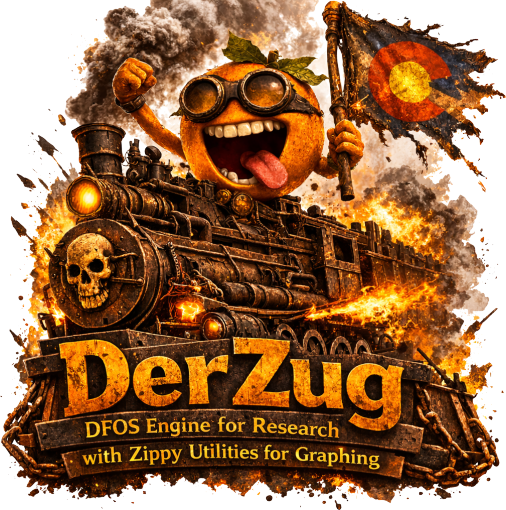 DerZug
DFOS Engine for Research
with Zippy Utilities for Graphing